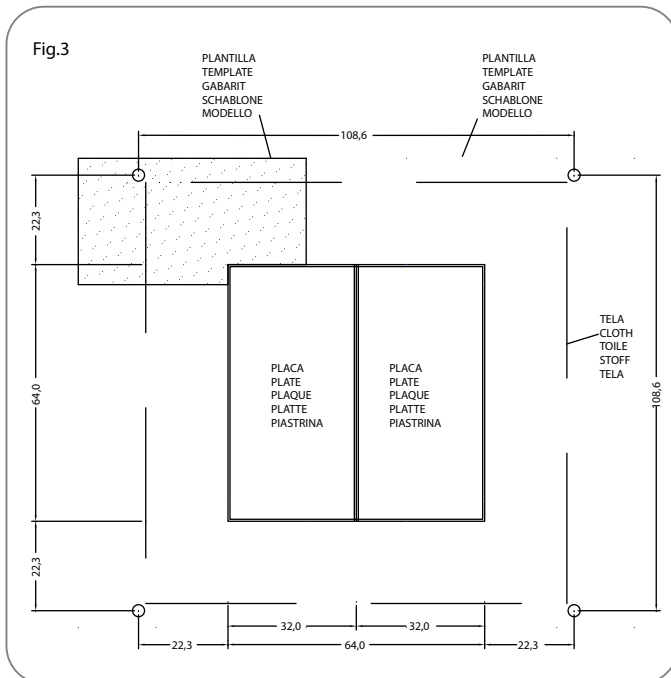 Fig.3
PLANTILLA
TEMPLATE
GABARIT
SCHABLONE
MODELLO
PLANTILLA
TEMPLATE
GABARIT
SCHABLONE
MODELLO
108,6
22,3
64,0
22,3
PLACA
PLATE
PLAQUE
PLATTE
PIASTRINA
PLACA
PLATE
PLAQUE
PLATTE
PIASTRINA
TELA
CLOTH
TOILE
STOFF
TELA
108,6
32,0
32,0
22,3
64,0
22,3